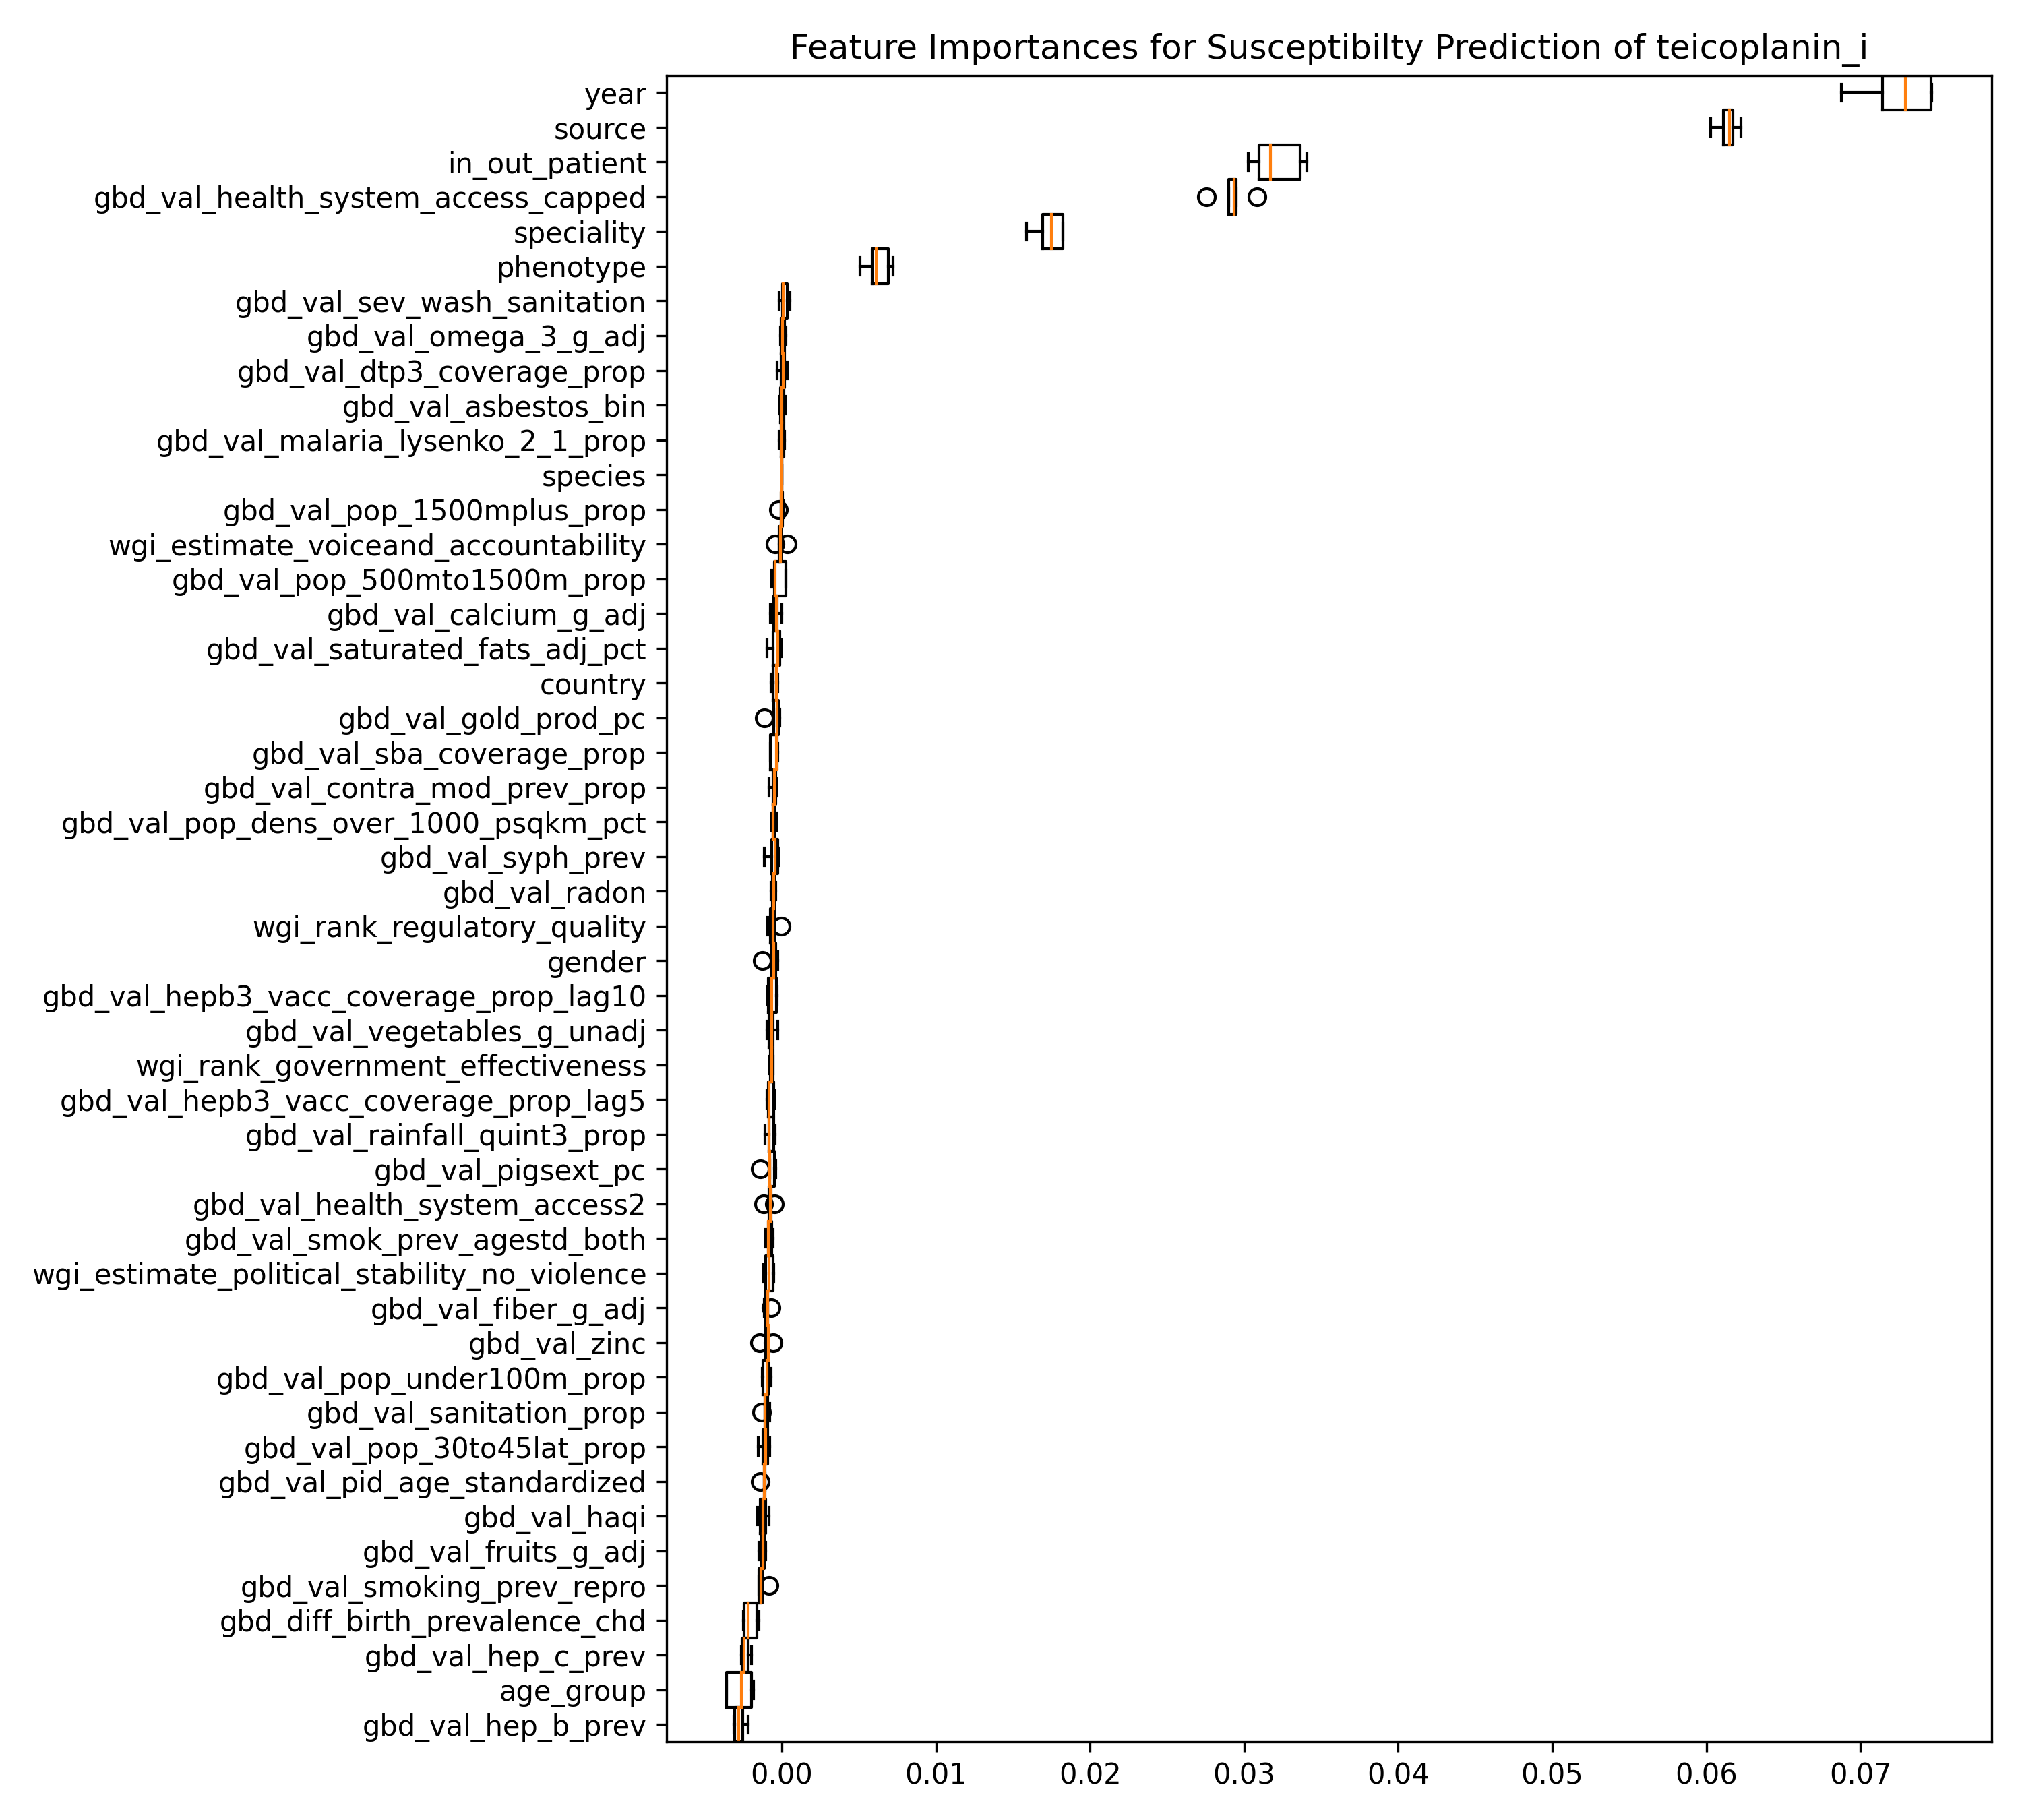 Feature Importances for Susceptibilty Prediction of teicoplanin_i
year
source
in_out_patient
gbd_val_health_system_access_capped
speciality
phenotype
gbd_val_sev_wash_sanitation
gbd_val_omega_3_g_adj
gbd_val_dtp3_coverage_prop
gbd_val_asbestos_bin
gbd_val_malaria_lysenko_2_1_prop
species
gbd_val_pop_1500mplus_prop
wgi_estimate_voiceand_accountability
gbd_val_pop_500mto1500m_prop
gbd_val_calcium_g_adj
gbd_val_saturated_fats_adj_pct
country
gbd_val_gold_prod_pc
gbd_val_sba_coverage_prop
gbd_val_contra_mod_prev_prop
gbd_val_pop_dens_over_1000_psqkm_pct
gbd_val_syph_prev
gbd_val_radon
wgi_rank_regulatory_quality
gender
gbd_val_hepb3_vacc_coverage_prop_lag10
gbd_val_vegetables_g_unadj
wgi_rank_government_effectiveness
gbd_val_hepb3_vacc_coverage_prop_lag5
gbd_val_rainfall_quint3_prop
gbd_val_pigsext_pc
gbd_val_health_system_access2
gbd_val_smok_prev_agestd_both
wgi_estimate_political_stability_no_violence
gbd_val_fiber_g_adj
gbd_val_zinc
gbd_val_pop_under100m_prop
gbd_val_sanitation_prop
gbd_val_pop_30to45lat_prop
gbd_val_pid_age_standardized
gbd_val_haqi
gbd_val_fruits_g_adj
gbd_val_smoking_prev_repro
gbd_diff_birth_prevalence_chd
gbd_val_hep_c_prev
age_group
gbd_val_hep_b_prev
0.00 0.01 0.02 0.03 0.04 0.05 0.06 0.07